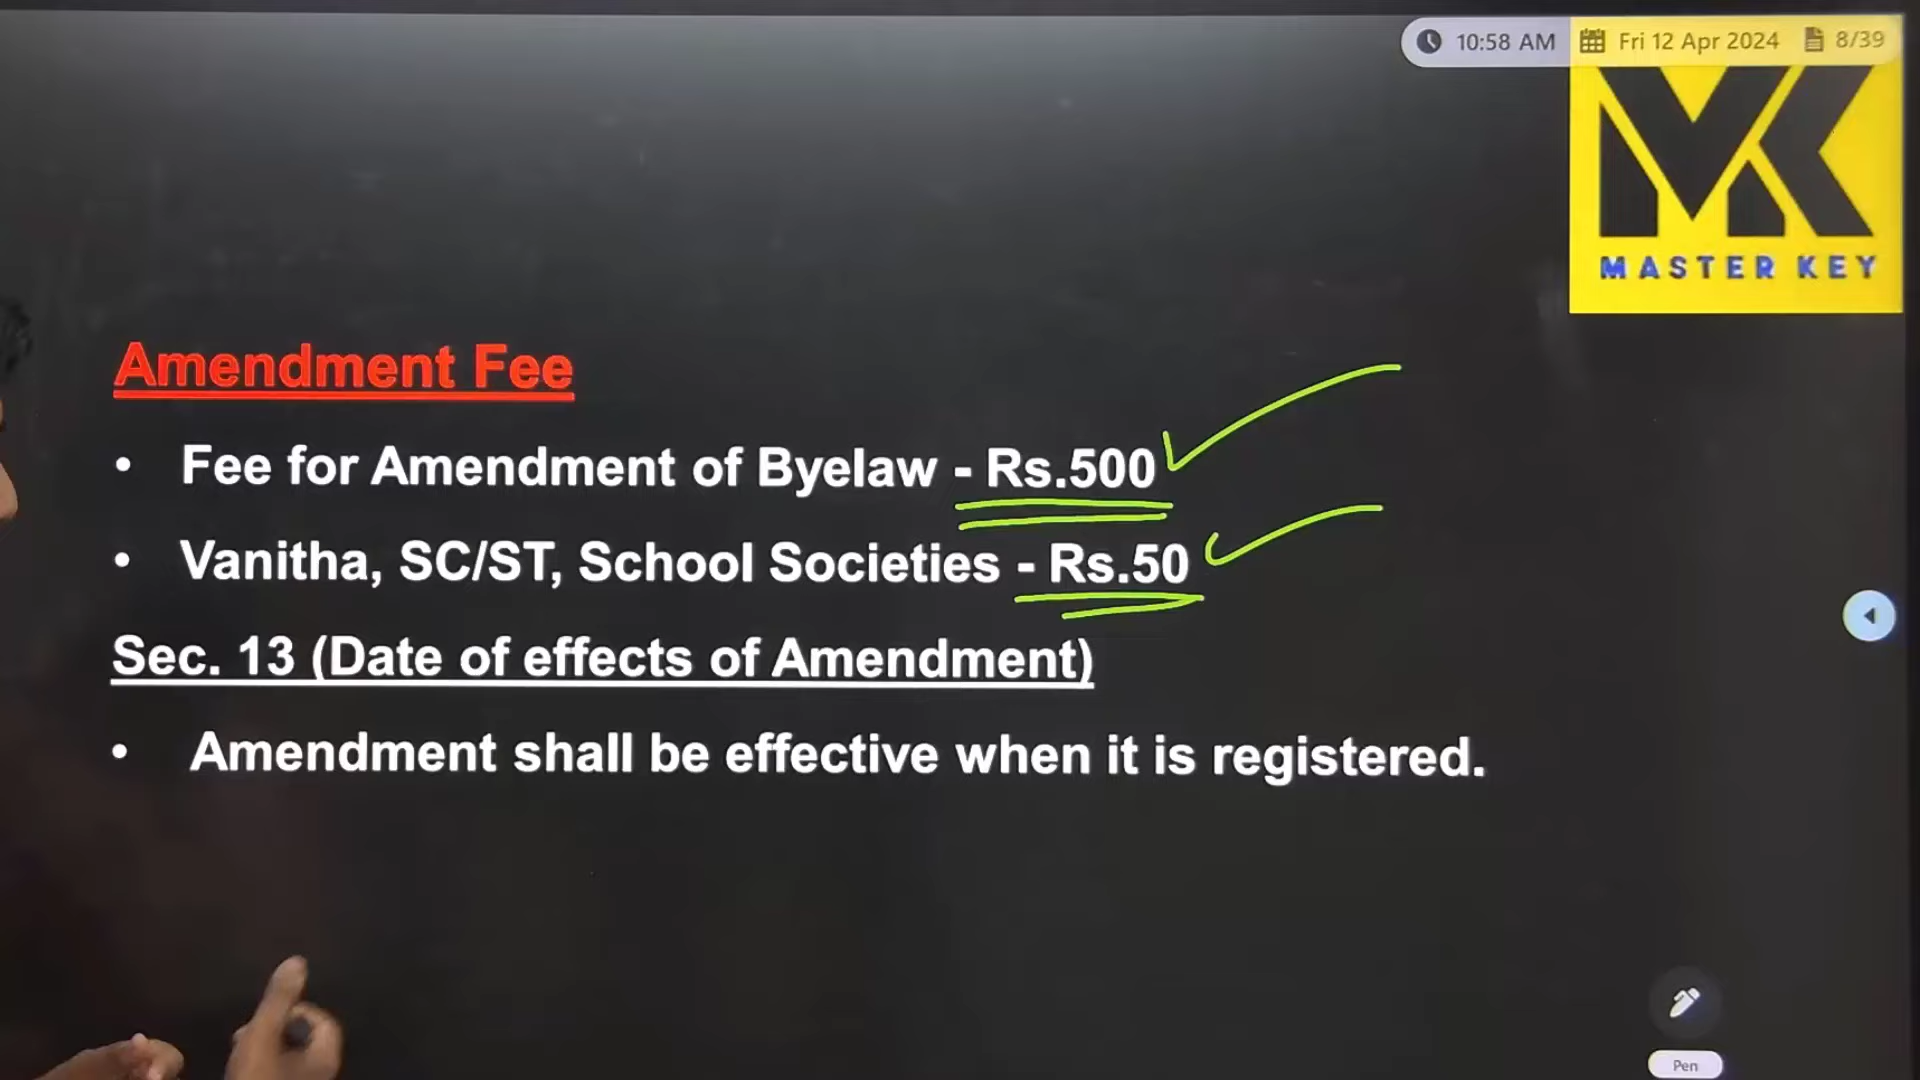 10:58 AM Fri 12 Apr 2024 8/39
MK
MASTER KEY
Amendment Fee
• Fee for Amendment of Byelaw - Rs.500
• Vanitha, SC/ST, School Societies - Rs.50
Sec. 13 (Date of effects of Amendment)
• Amendment shall be effective when it is registered.
Pen